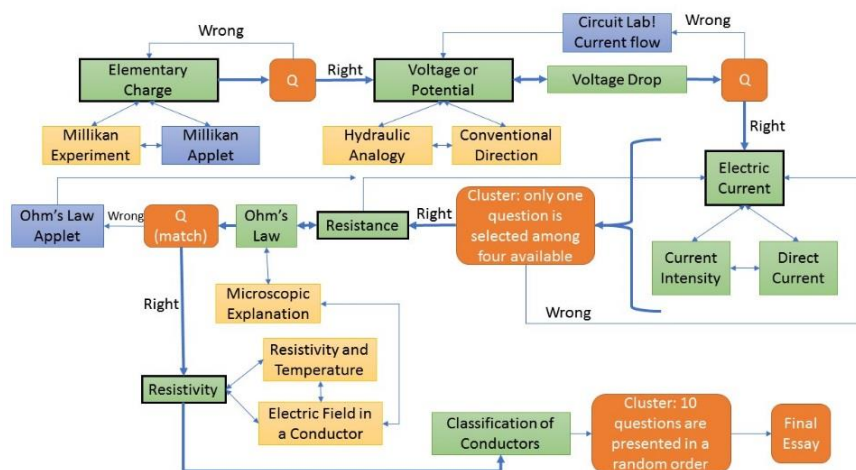 Wrong
Elementary
Charge
Q
Right
Millikan
Experiment
Millikan
Applet
Voltage or
Potential
Hydraulic
Analogy
Conventional
Direction
Circuit Lab!
Current flow
Wrong
Voltage Drop
Q
Right
Electric
Current
Current
Intensity
Direct
Current
Cluster: only one
question is
selected among
four available
Wrong
Right
Resistance
Ohm's
Law
Q
(match)
Wrong
Ohm's Law
Applet
Right
Microscopic
Explanation
Resistivity and
Temperature
Resistivity
Electric Field in
a Conductor
Classification of
Conductors
Cluster: 10
questions are
presented in a
random order
Final
Essay